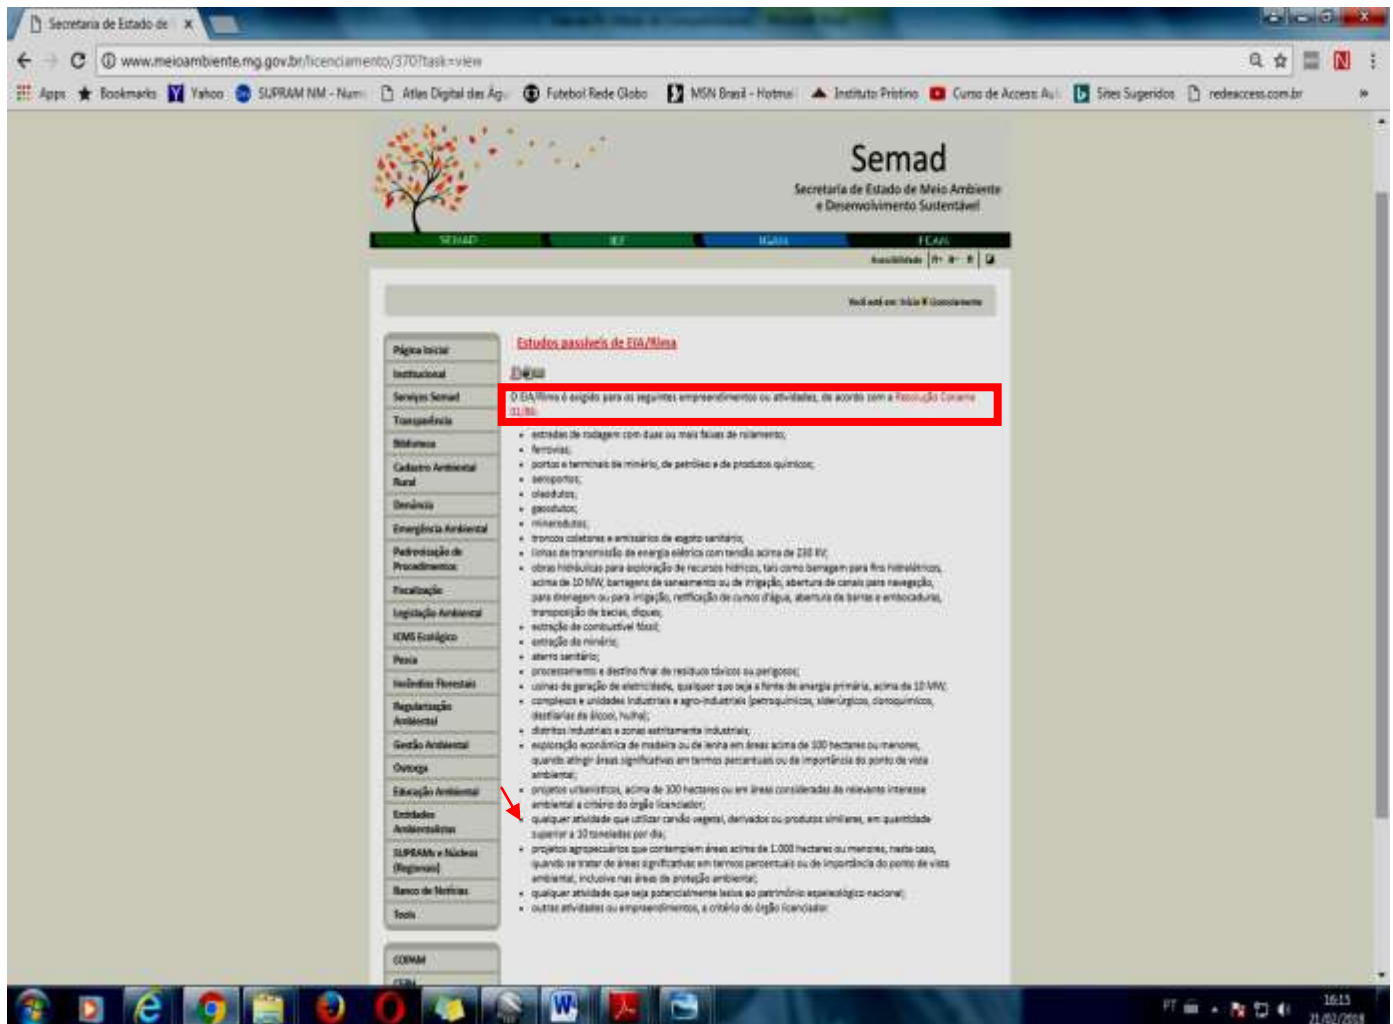 Secretaria de Estado de
www.meioambiente.mg.gov.br/licenciamento/370?task=view
Apps Bookmarks Yahoo SUPRAM NM - Num Atlas Digital das Ág Futebol Rede Globo MSN Brasil - Hotmai Instituto Prístino Curso de Access Au Sites Sugeridos redeaccess.com.br »
Semad
Secretaria de Estado de Meio Ambiente
e Desenvolvimento Sustentável
SEMAD IEF IGAM FEAM
Acessibilidade
Você está em: Início Licenciamento
Estudos passíveis de EIA/Rima
O EIA/Rima é exigido para os seguintes empreendimentos ou atividades, de acordo com a Resolução Conama
01/86:
• estradas de rodagem com duas ou mais faixas de rolamento;
• ferrovias;
• portos e terminais de minério, de petróleo e de produtos químicos;
• aeroportos;
• oleodutos;
• gasodutos;
• minerodutos;
• troncos coletores e emissários de esgoto sanitário;
• linhas de transmissão de energia elétrica com tensão acima de 230 KV;
• obras hidráulicas para exploração de recursos hídricos, tais como barragem para fins hidrelétricos,
acima de 10 MW, barragens de saneamento ou de irrigação, abertura de canais para navegação,
para drenagem ou para irrigação, retificação de cursos d'água, abertura de barras e embocaduras,
transposição de bacias, diques;
• extração de combustível fóssil;
• extração de minério;
• aterro sanitário;
• processamento e destino final de resíduos tóxicos ou perigosos;
• usinas de geração de eletricidade, qualquer que seja a fonte de energia primária, acima de 10 MW;
• complexos e unidades industriais e agro-industriais (petroquímicos, siderúrgicos, cloroquímicos,
destilarias de álcool, hulha);
• distritos industriais e zonas estritamente industriais;
• exploração econômica de madeira ou de lenha em áreas acima de 100 hectares ou menores,
quando atingir áreas significativas em termos percentuais ou de importância do ponto de vista
ambiental;
• projetos urbanísticos, acima de 100 hectares ou em áreas consideradas de relevante interesse
ambiental a critério do órgão licenciador;
• qualquer atividade que utilizar carvão vegetal, derivados ou produtos similares, em quantidade
superior a 10 toneladas por dia;
• projetos agropecuários que contemplem áreas acima de 1.000 hectares ou menores, neste caso,
quando se tratar de áreas significativas em termos percentuais ou de importância do ponto de vista
ambiental, inclusive nas áreas de proteção ambiental;
• qualquer atividade que seja potencialmente lesiva ao patrimônio espeleológico nacional;
• outras atividades ou empreendimentos, a critério do órgão licenciador.
Página Inicial
Institucional
Serviços Semad
Transparência
Biblioteca
Cadastro Ambiental
Rural
Denúncia
Emergência Ambiental
Padronização de
Procedimentos
Fiscalização
Legislação Ambiental
ICMS Ecológico
Pesca
Incêndios Florestais
Regularização
Ambiental
Gestão Ambiental
Outorga
Educação Ambiental
Entidades
Ambientalistas
SUPRAMs e Núcleos
(Regionais)
Banco de Notícias
Tools
COPAM
PT 16:15
21/02/2018